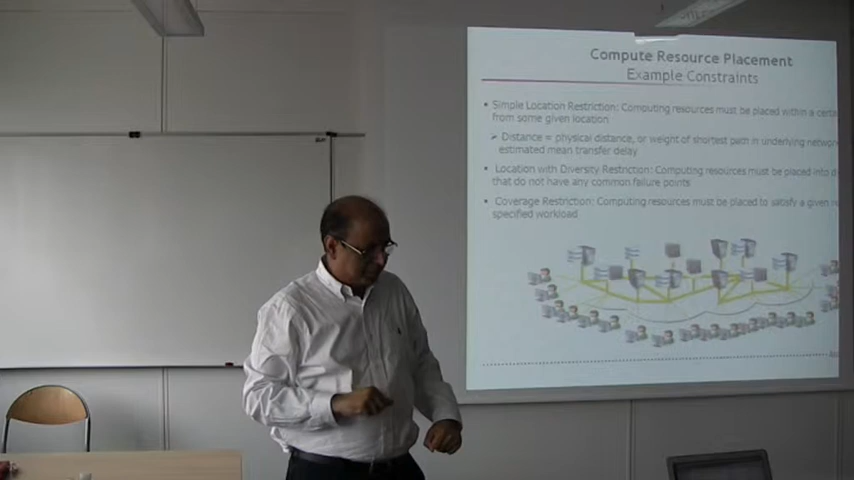 Compute Resource Placement
Example Constraints
• Simple Location Restriction: Computing resources must be placed within a
from some given location
➢ Distance = physical distance, or weight of shortest path in underlying network
estimated mean transfer delay
• Location with Diversity Restriction: Computing resources must be placed into
that do not have any common failure points
• Coverage Restriction: Computing resources must be placed to satisfy a given
specified workload